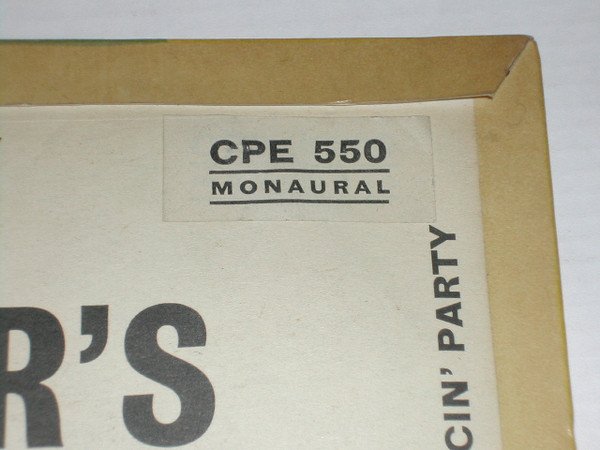 CPE 550
MONAURAL
R'S
CIN' PARTY